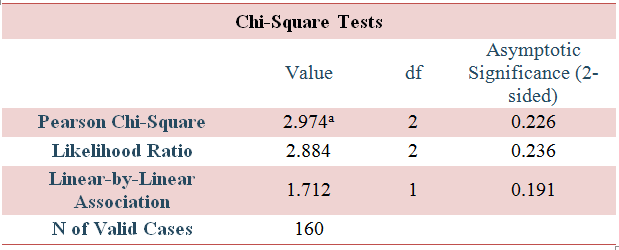 Chi-Square Tests
Value df Asymptotic
Significance (2-
sided)
Pearson Chi-Square 2.974ᵃ 2 0.226
Likelihood Ratio 2.884 2 0.236
Linear-by-Linear
Association 1.712 1 0.191
N of Valid Cases 160